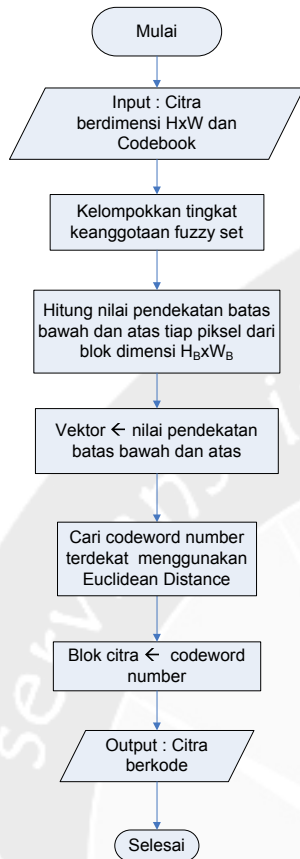 Mulai
Input : Citra
berdimensi HxW dan
Codebook
Kelompokkan tingkat
keanggotaan fuzzy set
Hitung nilai pendekatan batas
bawah dan atas tiap piksel dari
blok dimensi H_BxW_B
Vektor ← nilai pendekatan
batas bawah dan atas
Cari codeword number
terdekat menggunakan
Euclidean Distance
Blok citra ← codeword
number
Output : Citra
berkode
Selesai